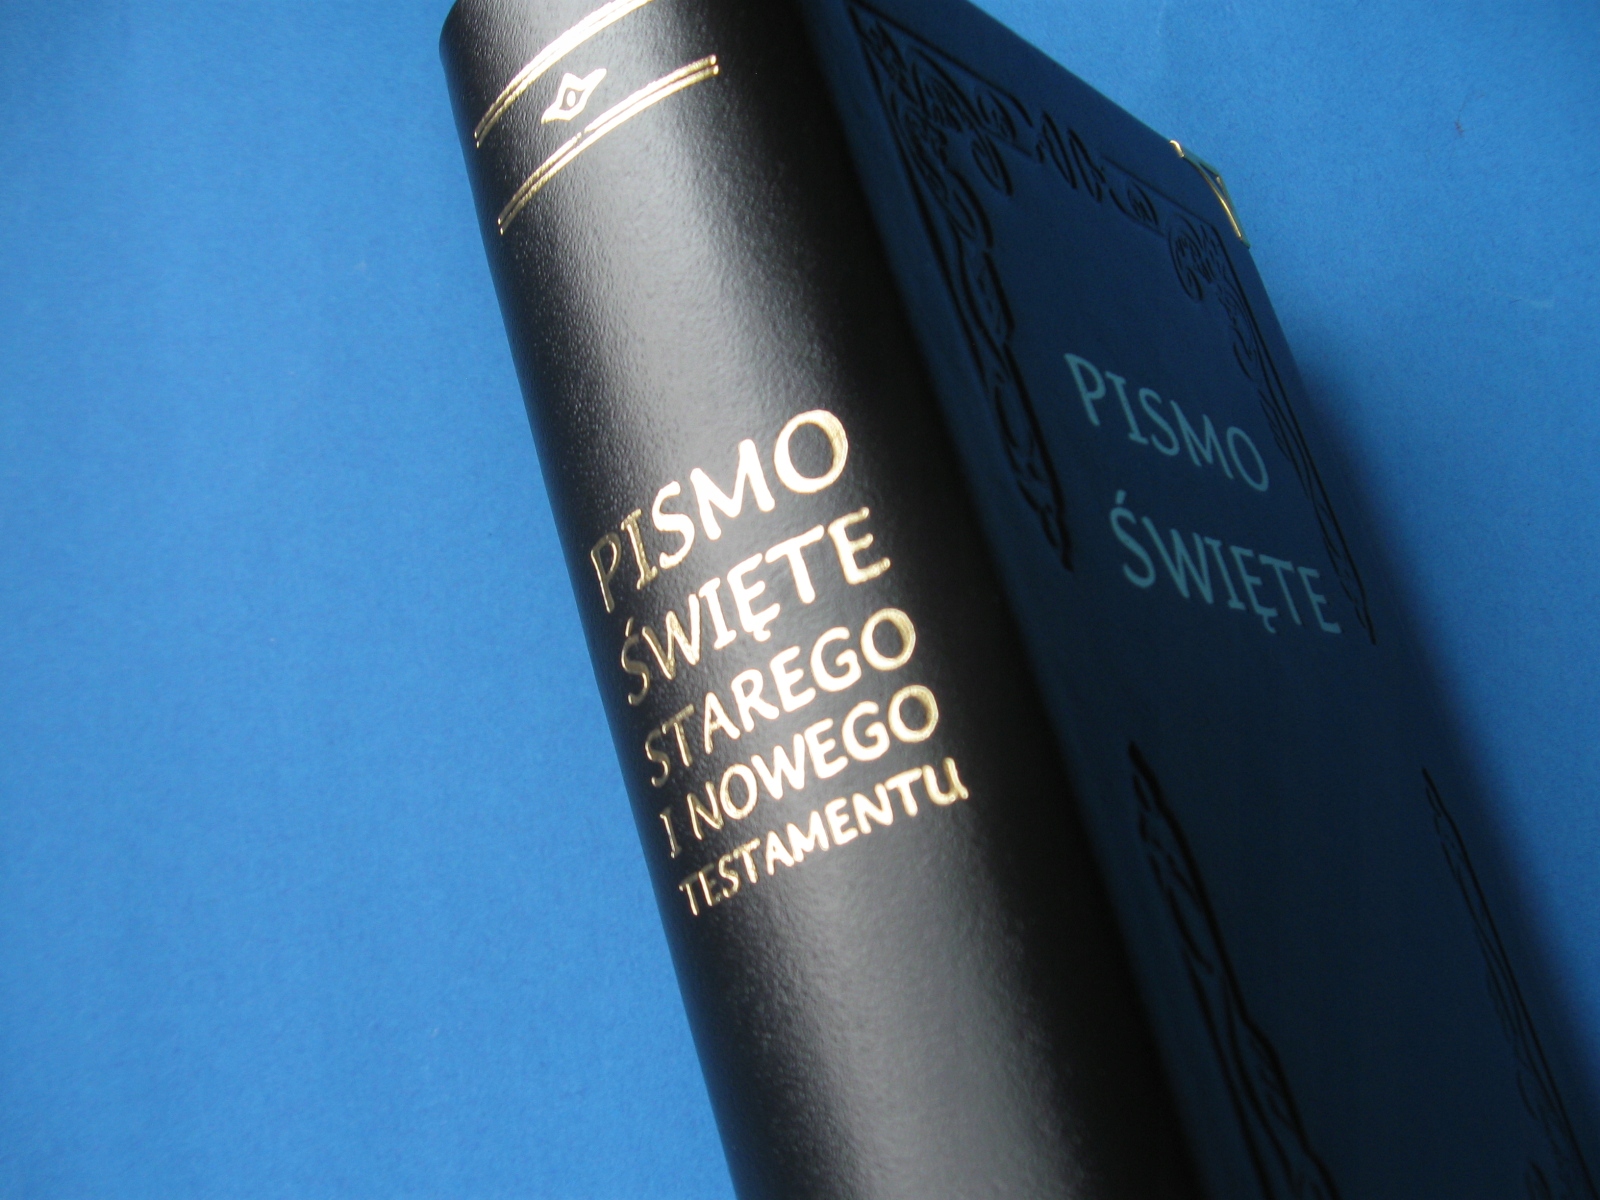 PISMO
ŚWIĘTE
STAREGO
I NOWEGO
TESTAMENTU
PISMO
ŚWIĘTE